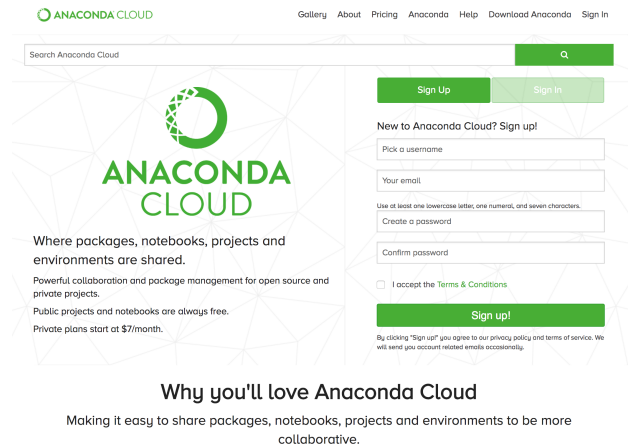 ANACONDA CLOUD
Gallery About Pricing Anaconda Help Download Anaconda Sign In
Search Anaconda Cloud
ANACONDA
CLOUD
Where packages, notebooks, projects and
environments are shared.
Powerful collaboration and package management for open source and
private projects.
Public projects and notebooks are always free.
Private plans start at $7/month.
Sign Up Sign In
New to Anaconda Cloud? Sign up!
Pick a username
Your email
Use at least one lowercase letter, one numeral, and seven characters.
Create a password
Confirm password
I accept the Terms & Conditions
Sign up!
By clicking "Sign up!" you agree to our privacy policy and terms of service. We
will send you account related emails occasionally.
Why you'll love Anaconda Cloud
Making it easy to share packages, notebooks, projects and environments to be more
collaborative.